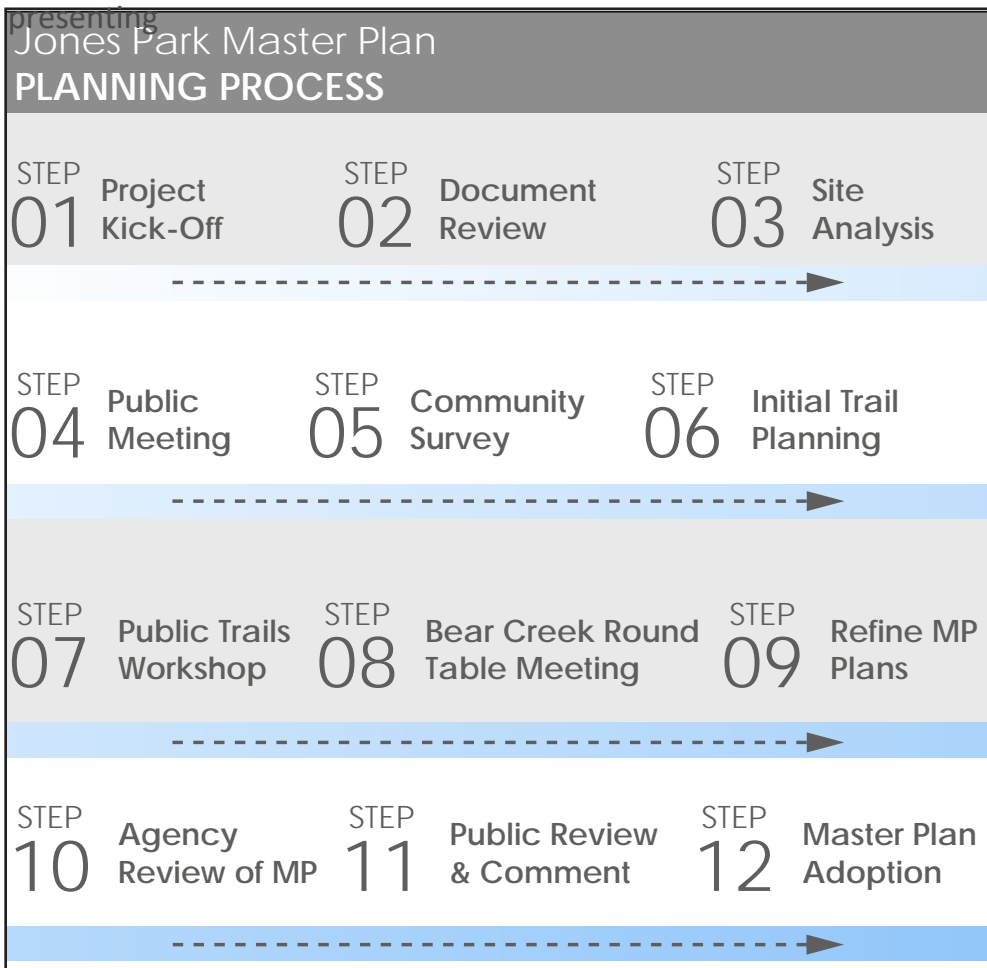 presenting
Jones Park Master Plan
PLANNING PROCESS
STEP
01
Project
Kick-Off
STEP
02
Document
Review
STEP
03
Site
Analysis
STEP
04
Public
Meeting
STEP
05
Community
Survey
STEP
06
Initial Trail
Planning
STEP
07
Public Trails
Workshop
STEP
08
Bear Creek Round
Table Meeting
STEP
09
Refine MP
Plans
STEP
10
Agency
Review of MP
STEP
11
Public Review
& Comment
STEP
12
Master Plan
Adoption